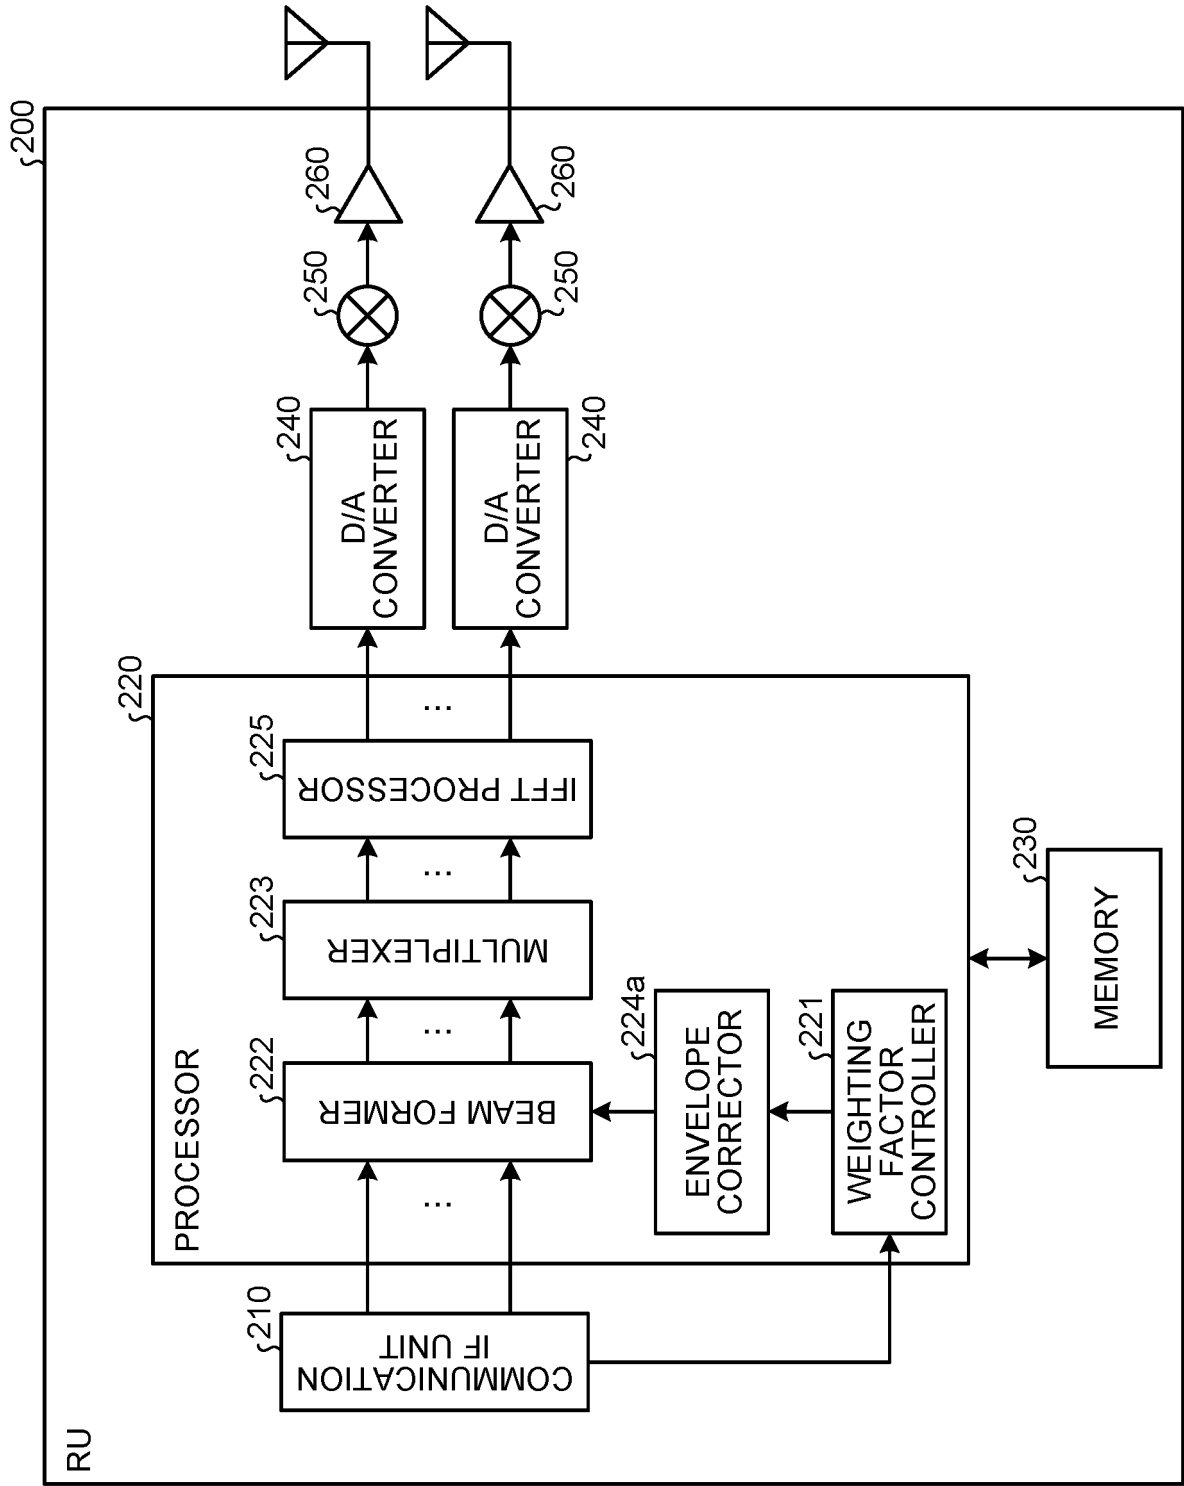 200
RU
220
PROCESSOR
210
COMMUNICATION
IF UNIT
...
222
BEAM FORMER
...
223
MULTIPLEXER
...
225
IFFT PROCESSOR
...
240
D/A
CONVERTER
250
260
D/A
CONVERTER
240
250
260
224a
ENVELOPE
CORRECTOR
221
WEIGHTING
FACTOR
CONTROLLER
230
MEMORY